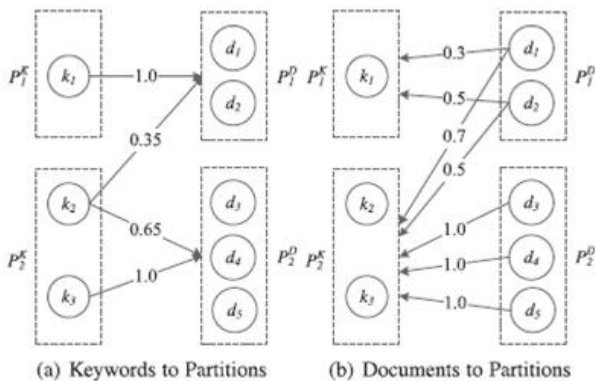 P₁ᴷ k₁ 1.0 d₁ d₂ P₁ᴰ
0.35
P₂ᴷ k₂ k₃ 0.65 1.0 d₃ d₄ d₅ P₂ᴰ
(a) Keywords to Partitions
P₁ᴷ k₁ 0.3 0.5 d₁ d₂ P₁ᴰ
0.7
0.5
P₂ᴷ k₂ k₃ 1.0 1.0 1.0 d₃ d₄ d₅ P₂ᴰ
(b) Documents to Partitions